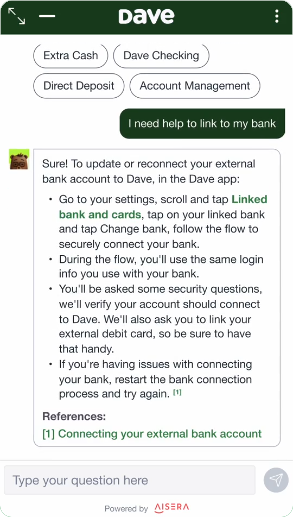 Dave
Extra Cash
Dave Checking
Direct Deposit
Account Management
I need help to link to my bank
Sure! To update or reconnect your external
bank account to Dave, in the Dave app:
• Go to your settings, scroll and tap Linked
bank and cards, tap on your linked bank
and tap Change bank, follow the flow to
securely connect your bank.
• During the flow, you'll use the same login
info you use with your bank.
• You'll be asked some security questions,
we'll verify your account should connect
to Dave. We'll also ask you to link your
external debit card, so be sure to have
that handy.
• If you're having issues with connecting
your bank, restart the bank connection
process and try again. [1]
References:
[1] Connecting your external bank account
Type your question here
Powered by AISERA